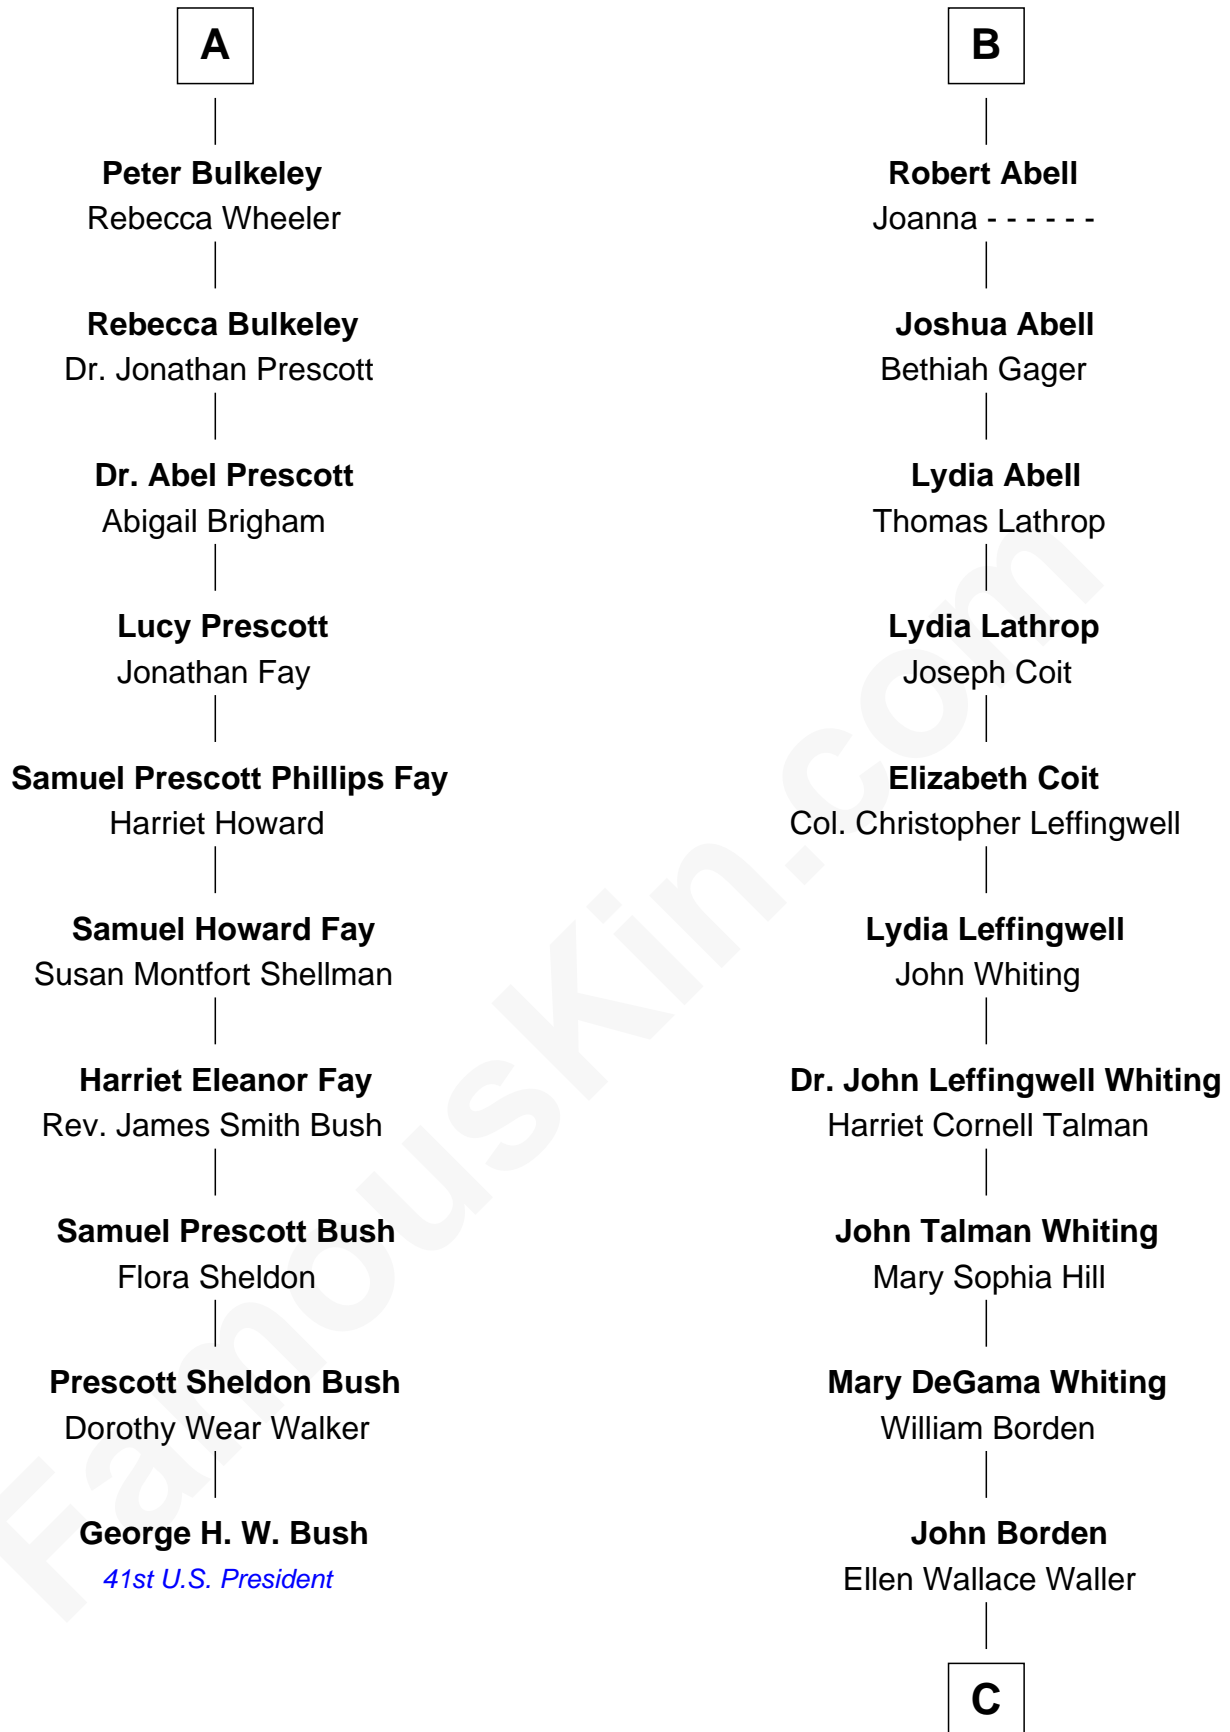 A
Peter Bulkeley
Rebecca Wheeler
Rebecca Bulkeley
Dr. Jonathan Prescott
Dr. Abel Prescott
Abigail Brigham
Lucy Prescott
Jonathan Fay
Samuel Prescott Phillips Fay
Harriet Howard
Samuel Howard Fay
Susan Montfort Shellman
Harriet Eleanor Fay
Rev. James Smith Bush
Samuel Prescott Bush
Flora Sheldon
Prescott Sheldon Bush
Dorothy Wear Walker
George H. W. Bush
41st U.S. President
B
Robert Abell
Joanna - - - - - -
Joshua Abell
Bethiah Gager
Lydia Abell
Thomas Lathrop
Lydia Lathrop
Joseph Coit
Elizabeth Coit
Col. Christopher Leffingwell
Lydia Leffingwell
John Whiting
Dr. John Leffingwell Whiting
Harriet Cornell Talman
John Talman Whiting
Mary Sophia Hill
Mary DeGama Whiting
William Borden
John Borden
Ellen Wallace Waller
C
FamousKin.com